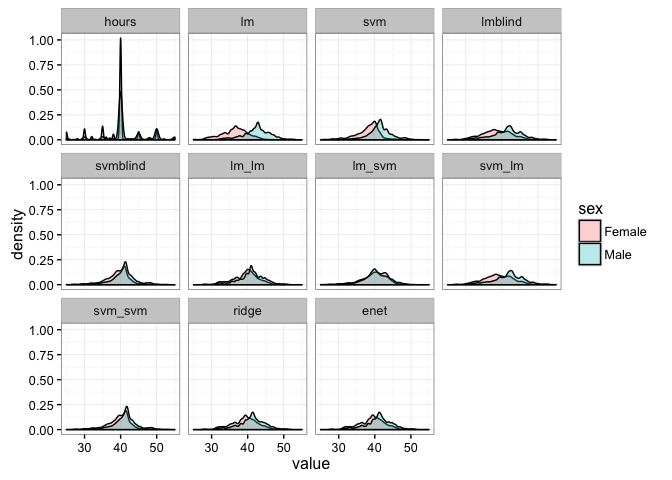 hours lm svm lmblind
1.00
0.75
0.50
0.25
0.00
svmblind lm_lm lm_svm svm_lm
1.00
0.75
0.50
0.25
0.00
svm_svm ridge enet
1.00
0.75
0.50
0.25
0.00
30 40 50 30 40 50 30 40 50
value
density
sex
Female
Male